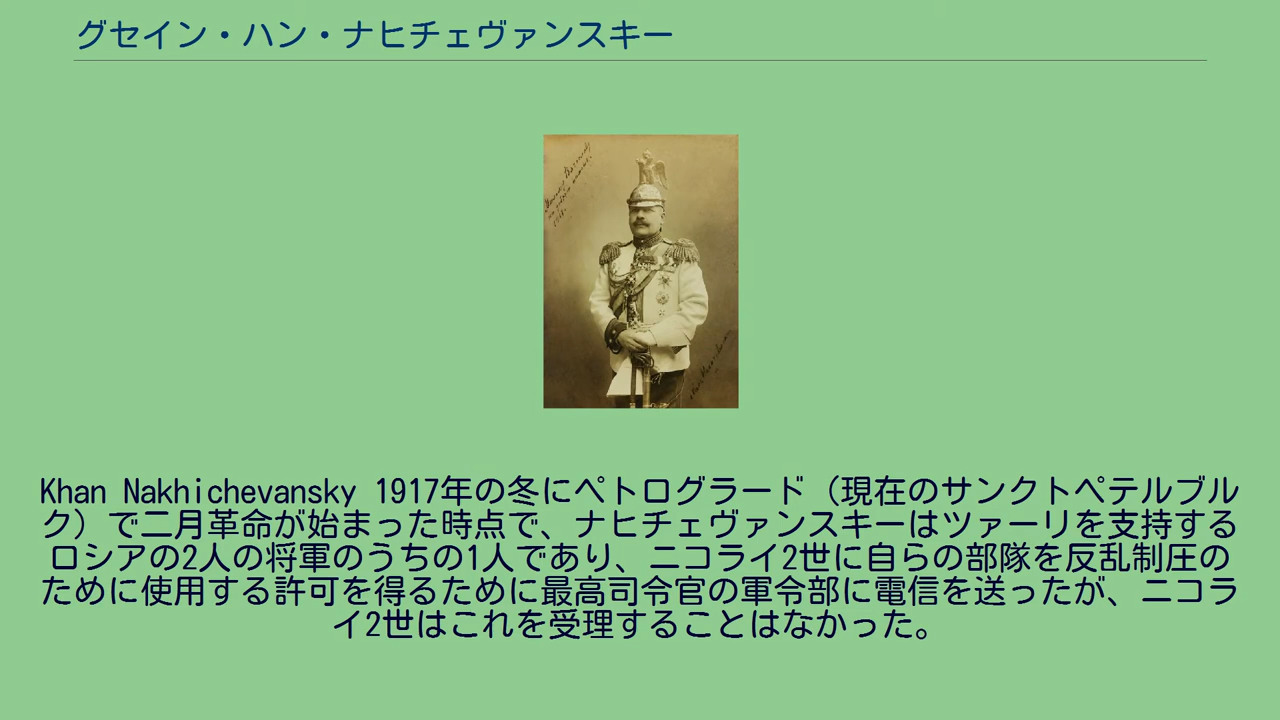 グセイン・ハン・ナヒチェヴァンスキー
Khan Nakhichevansky 1917年の冬にペトログラード（現在のサンクトペテルブル
ク）で二月革命が始まった時点で、ナヒチェヴァンスキーはツァーリを支持する
ロシアの2人の将軍のうちの1人であり、ニコライ2世に自らの部隊を反乱制圧の
ために使用する許可を得るために最高司令官の軍令部に電信を送ったが、ニコラ
イ2世はこれを受理することはなかった。